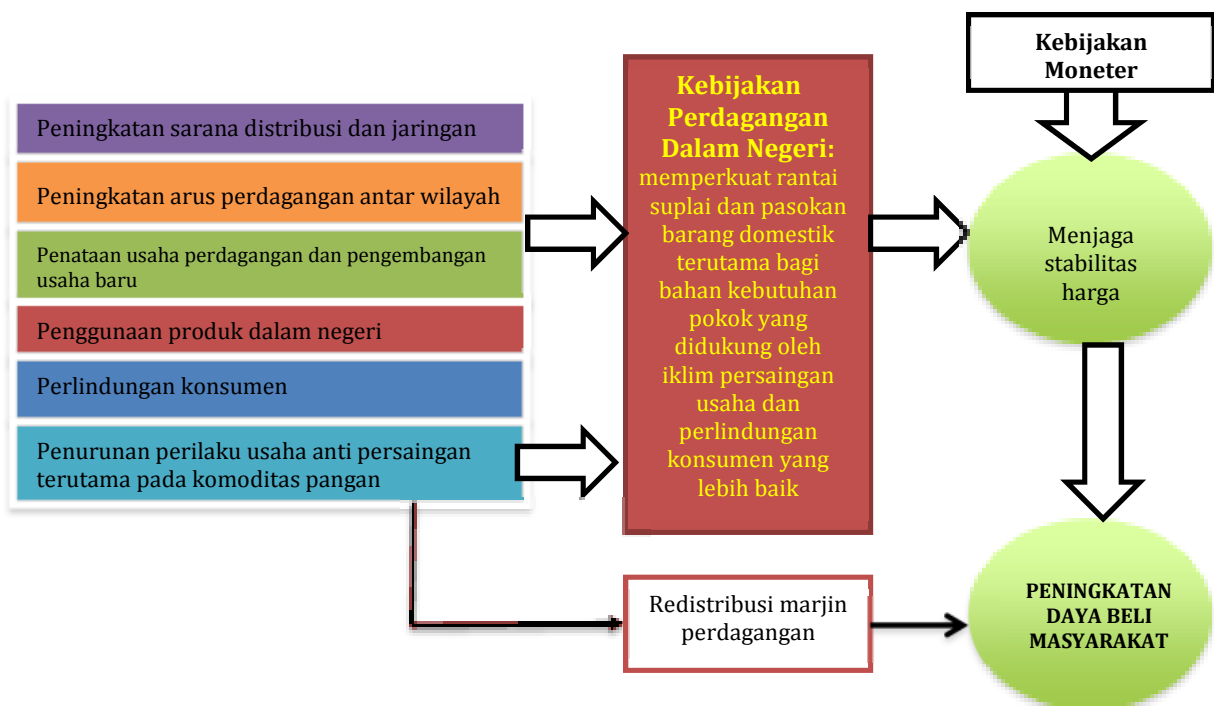 Peningkatan sarana distribusi dan jaringan
Peningkatan arus perdagangan antar wilayah
Penataan usaha perdagangan dan pengembangan
usaha baru
Penggunaan produk dalam negeri
Perlindungan konsumen
Penurunan perilaku usaha anti persaingan
terutama pada komoditas pangan
Kebijakan
Perdagangan
Dalam Negeri:
memperkuat rantai
suplai dan pasokan
barang domestik
terutama bagi
bahan kebutuhan
pokok yang
didukung oleh
iklim persaingan
usaha dan
perlindungan
konsumen yang
lebih baik
Redistribusi marjin
perdagangan
Kebijakan
Moneter
Menjaga
stabilitas
harga
PENINGKATAN
DAYA BELI
MASYARAKAT